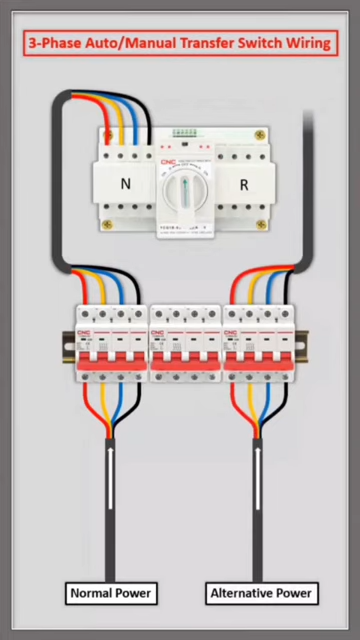 3-Phase Auto/Manual Transfer Switch Wiring
CNC
N
R
CNC
CNC
CNC
Normal Power
Alternative Power